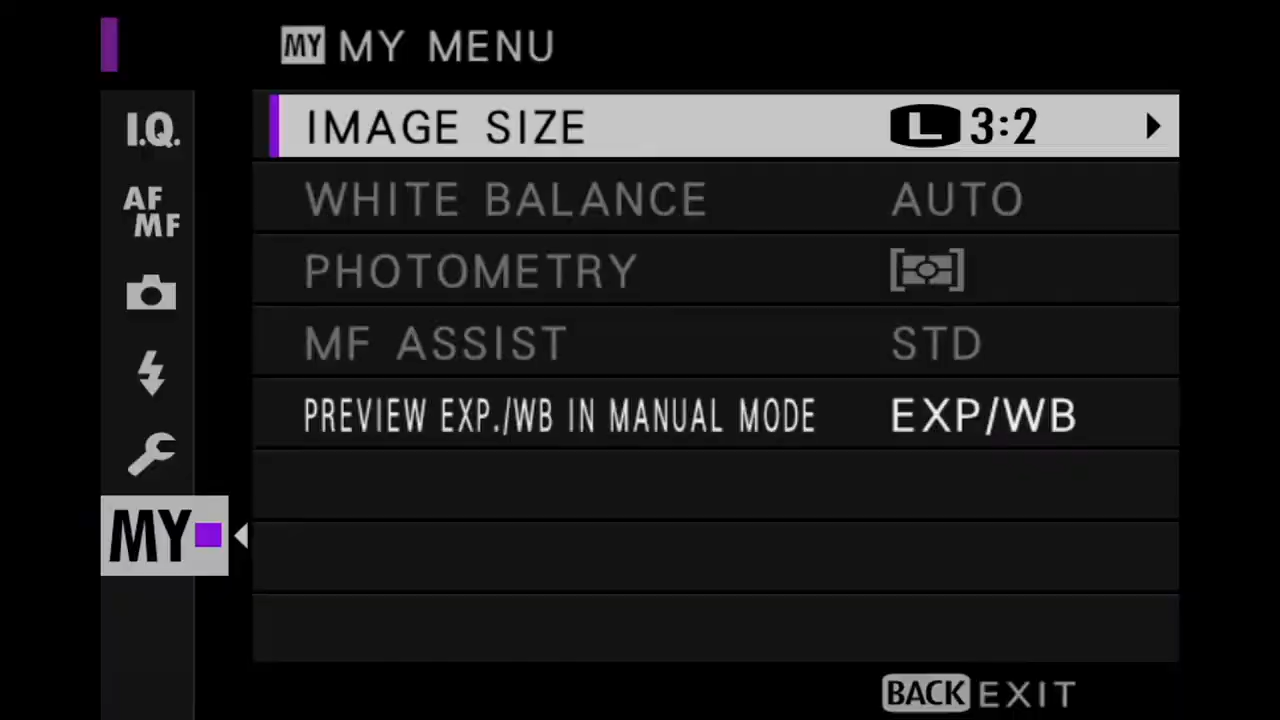 MY MY MENU
I.Q.
AF
MF
MY
IMAGE SIZE L 3:2
WHITE BALANCE AUTO
PHOTOMETRY
MF ASSIST STD
PREVIEW EXP./WB IN MANUAL MODE EXP/WB
BACK EXIT